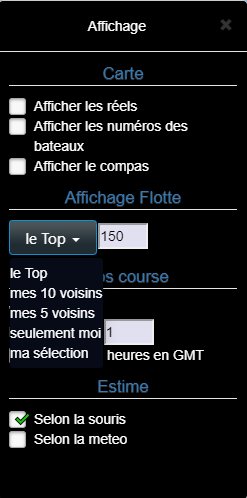 Affichage
Carte
Afficher les réels
Afficher les numéros des
bateaux
Afficher le compas
Affichage Flotte
le Top
150
le Top
mes 10 voisins
mes 5 voisins
seulement moi
ma sélection
course
1
heures en GMT
Estime
Selon la souris
Selon la meteo